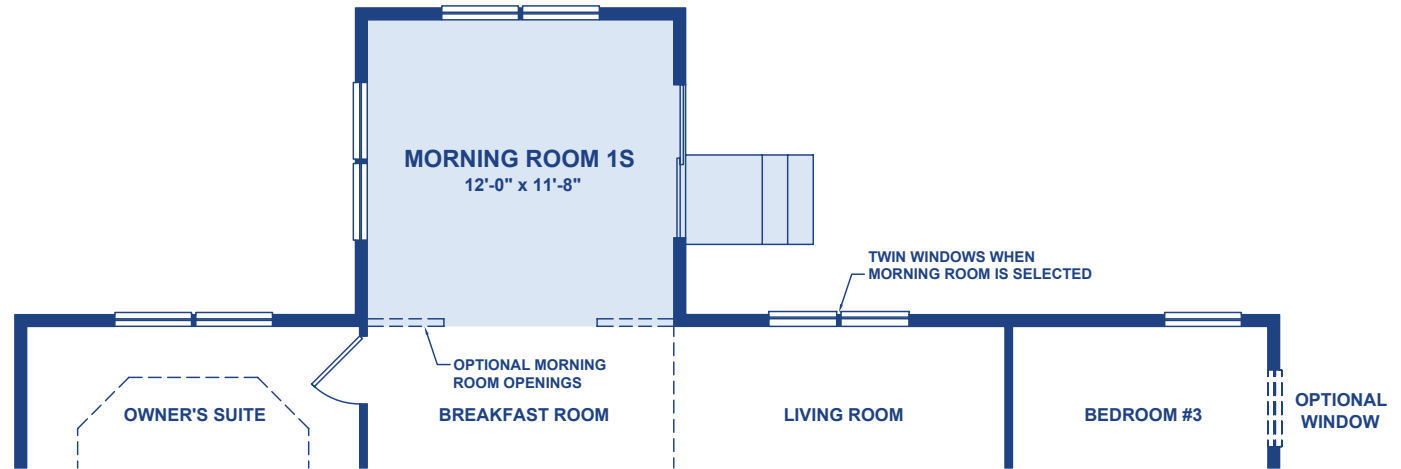 MORNING ROOM 1S
12'-0" x 11'-8"
TWIN WINDOWS WHEN
MORNING ROOM IS SELECTED
OPTIONAL MORNING
ROOM OPENINGS
OWNER'S SUITE
BREAKFAST ROOM
LIVING ROOM
BEDROOM #3
OPTIONAL
WINDOW